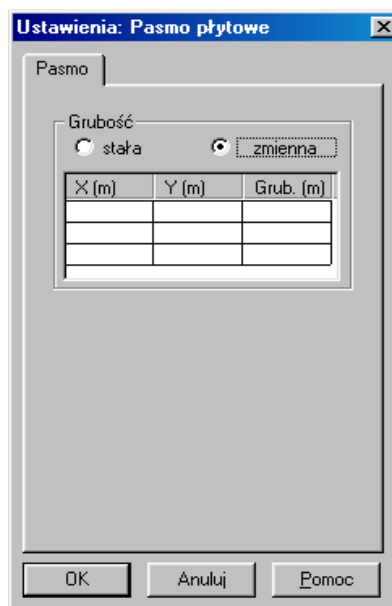 Ustawienia: Pasmo płytowe
Pasmo
Grubość
stała zmienna
X (m) Y (m) Grub. (m)
OK Anuluj Pomoc